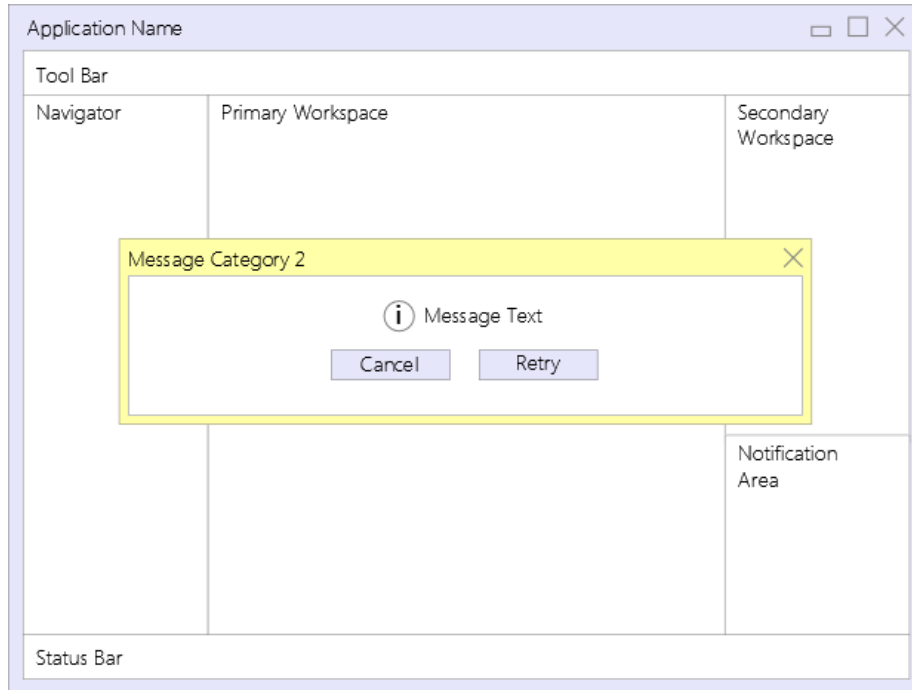 Application Name
Tool Bar
Navigator
Primary Workspace
Secondary
Workspace
Message Category 2
Message Text
Cancel
Retry
Notification
Area
Status Bar